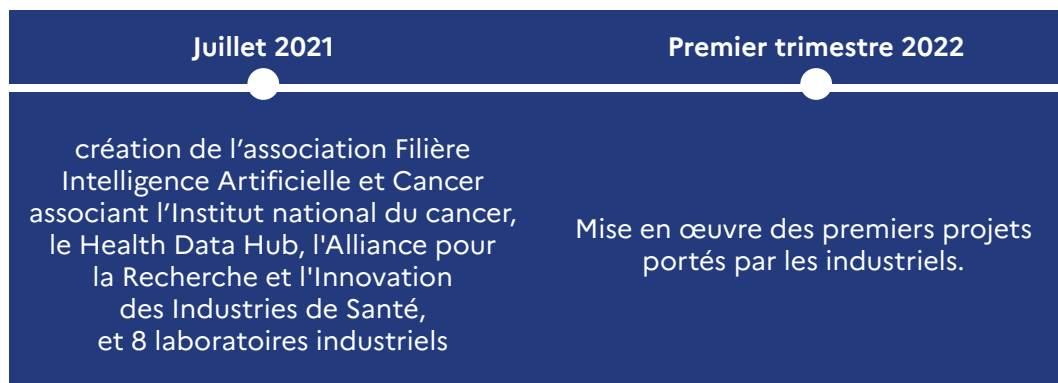 Juillet 2021
création de l’association Filière
Intelligence Artificielle et Cancer
associant l’Institut national du cancer,
le Health Data Hub, l'Alliance pour
la Recherche et l'Innovation
des Industries de Santé,
et 8 laboratoires industriels
Premier trimestre 2022
Mise en œuvre des premiers projets
portés par les industriels.